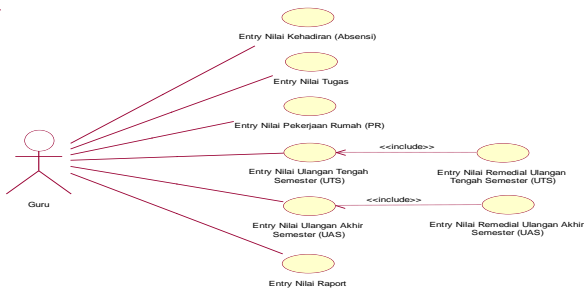 Entry Nilai Kehadiran (Absensi)
Entry Nilai Tugas
Entry Nilai Pekerjaan Rumah (PR)
<<include>>
Entry Nilai Ulangan Tengah
Semester (UTS)
Entry Nilai Remedial Ulangan
Tengah Semester (UTS)
Guru
<<include>>
Entry Nilai Ulangan Akhir
Semester (UAS)
Entry Nilai Remedial Ulangan Akhir
Semester (UAS)
Entry Nilai Raport